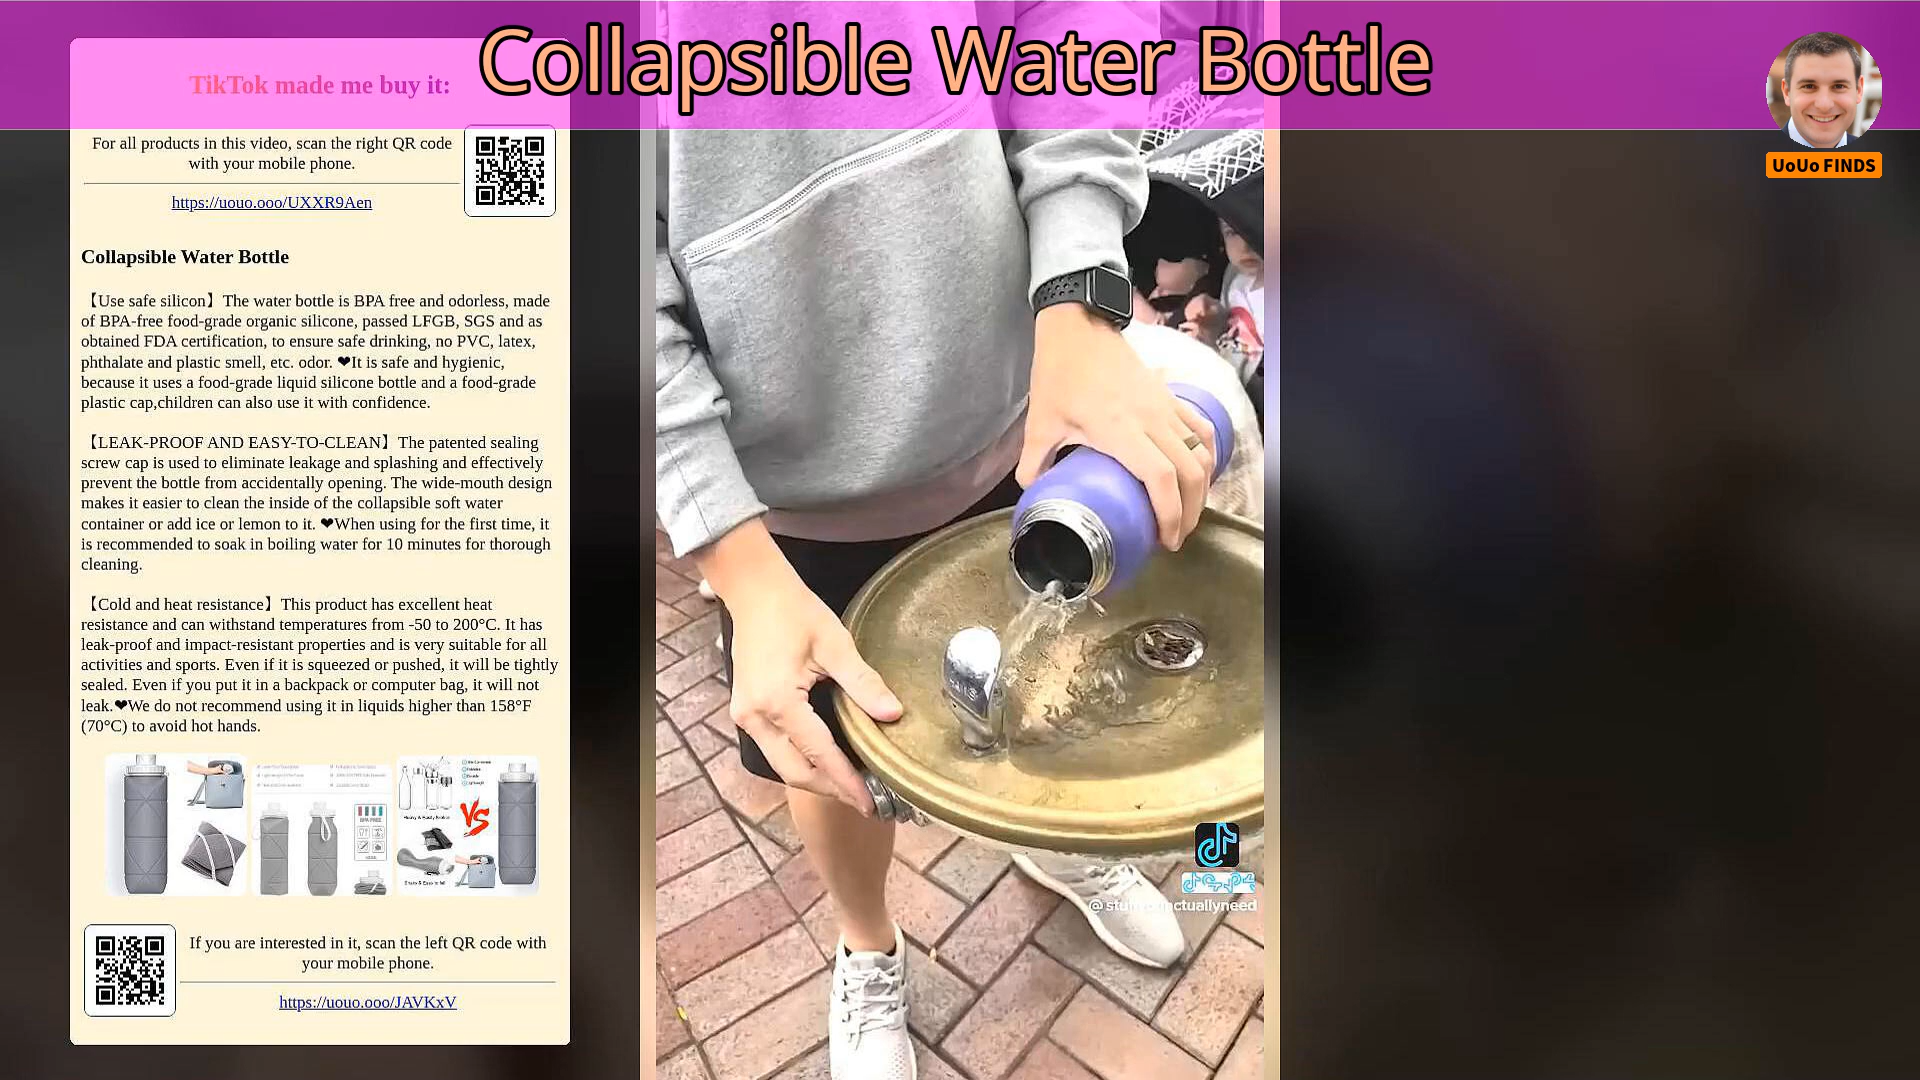 Collapsible Water Bottle
TikTok made me buy it:
For all products in this video, scan the right QR code
with your mobile phone.
https://uouo.ooo/UXXR9Aen
Collapsible Water Bottle
【Use safe silicon】The water bottle is BPA free and odorless, made
of BPA-free food-grade organic silicone, passed LFGB, SGS and as
obtained FDA certification, to ensure safe drinking, no PVC, latex,
phthalate and plastic smell, etc. odor. ❤It is safe and hygienic,
because it uses a food-grade liquid silicone bottle and a food-grade
plastic cap,children can also use it with confidence.
【LEAK-PROOF AND EASY-TO-CLEAN】The patented sealing
screw cap is used to eliminate leakage and splashing and effectively
prevent the bottle from accidentally opening. The wide-mouth design
makes it easier to clean the inside of the collapsible soft water
container or add ice or lemon to it. ❤When using for the first time, it
is recommended to soak in boiling water for 10 minutes for thorough
cleaning.
【Cold and heat resistance】This product has excellent heat
resistance and can withstand temperatures from -50 to 200°C. It has
leak-proof and impact-resistant properties and is very suitable for all
activities and sports. Even if it is squeezed or pushed, it will be tightly
sealed. Even if you put it in a backpack or computer bag, it will not
leak.❤We do not recommend using it in liquids higher than 158°F
(70°C) to avoid hot hands.
BPA FREE
VS
If you are interested in it, scan the left QR code with
your mobile phone.
https://uouo.ooo/JAVKxV
UoUo FINDS